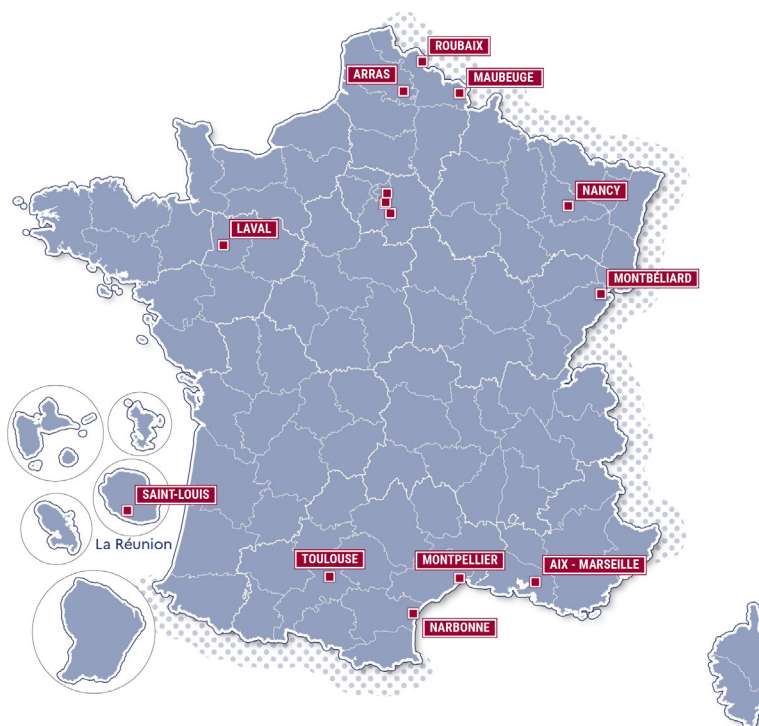 ROUBAIX
ARRAS
MAUBEUGE
NANCY
LAVAL
MONTBÉLIARD
SAINT-LOUIS
La Réunion
TOULOUSE
MONTPELLIER
AIX - MARSEILLE
NARBONNE